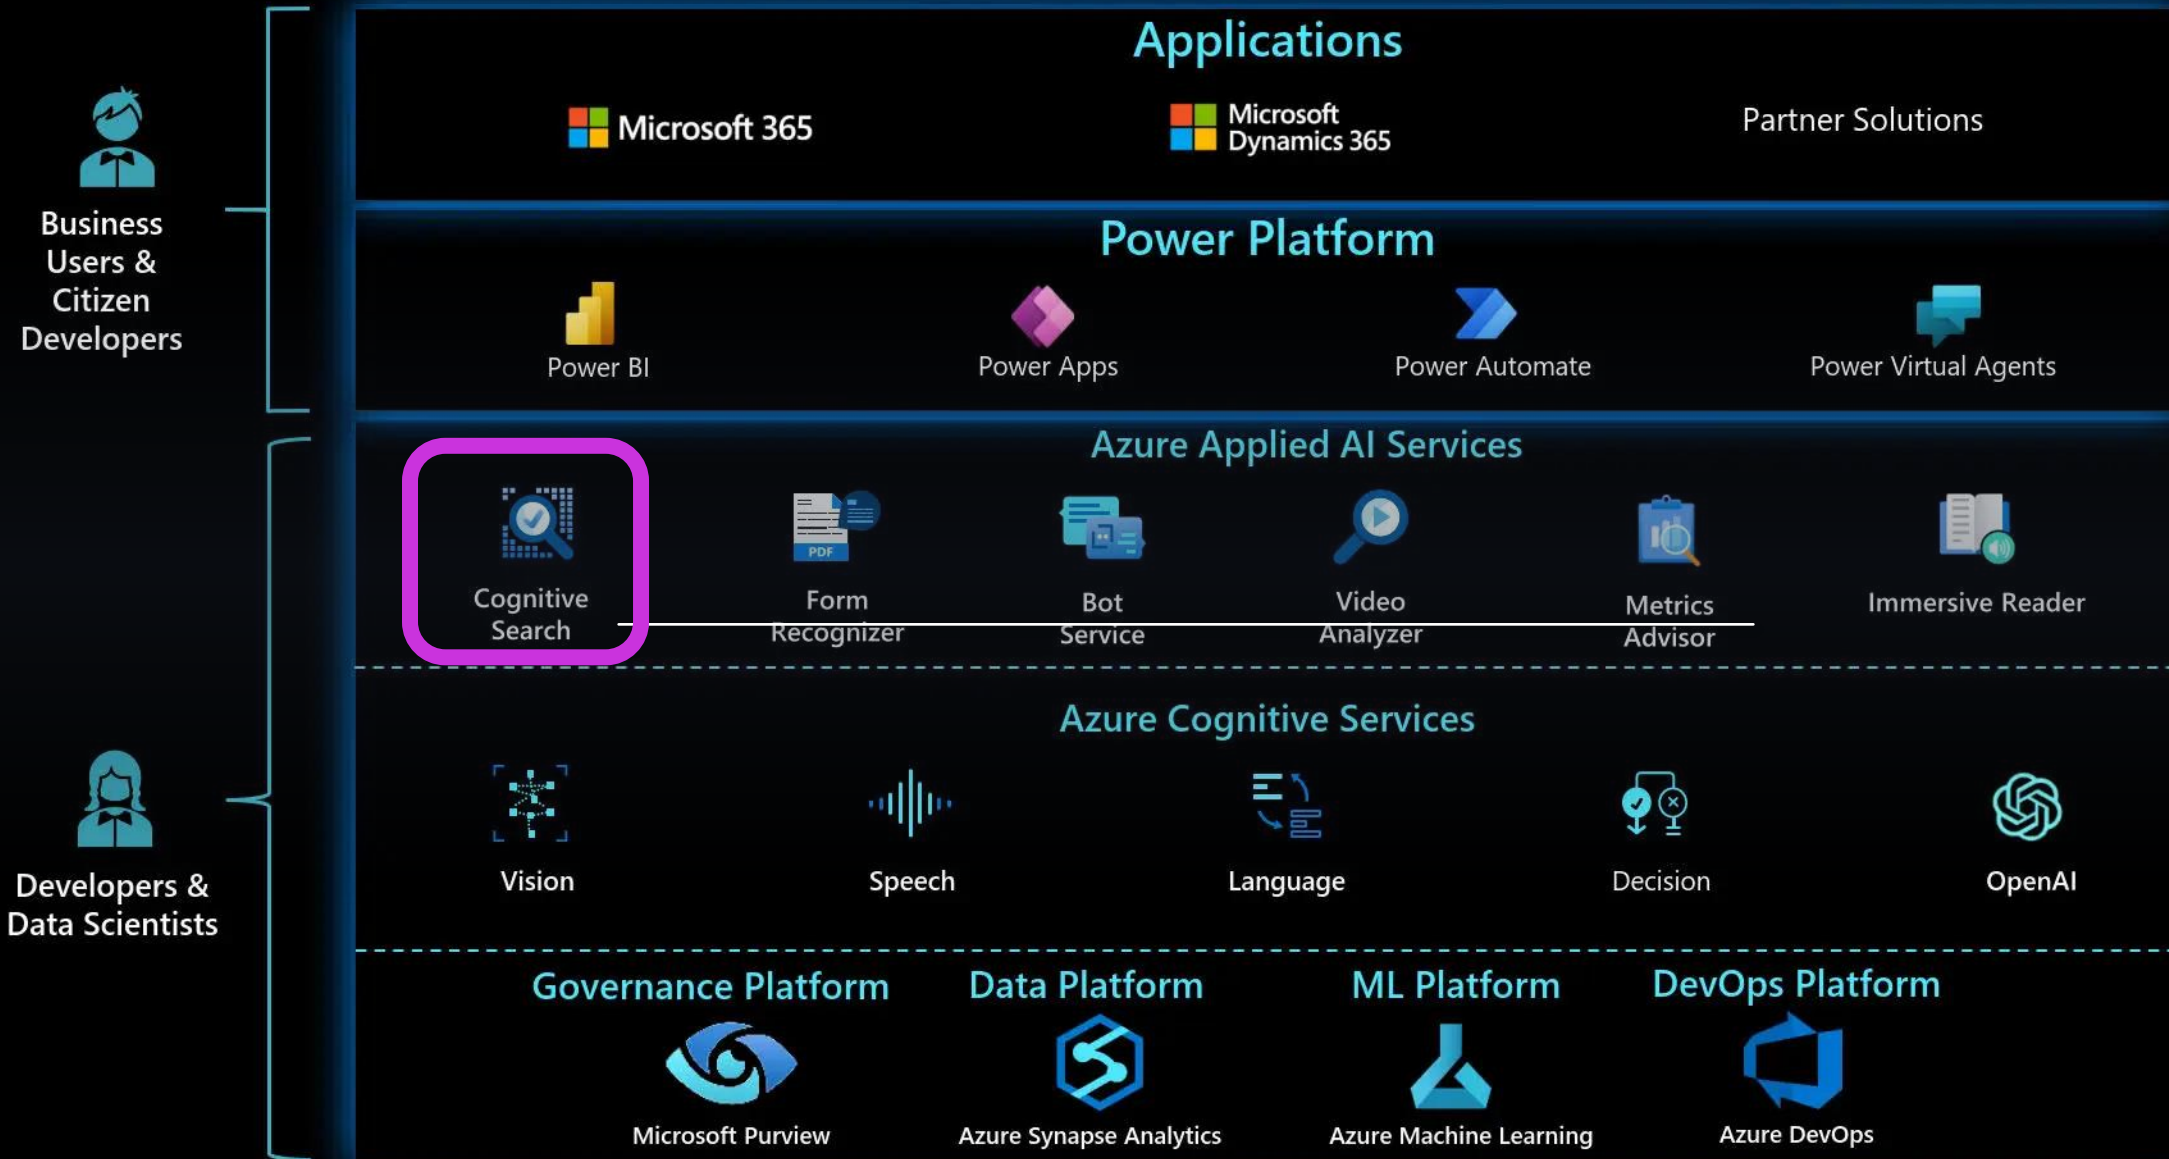 Applications
Microsoft 365
Microsoft
Dynamics 365
Partner Solutions
Business
Users &
Citizen
Developers
Power Platform
Power BI
Power Apps
Power Automate
Power Virtual Agents
Azure Applied AI Services
Cognitive
Search
PDF
Form
Recognizer
Bot
Service
Video
Analyzer
Metrics
Advisor
Immersive Reader
Azure Cognitive Services
Vision
Speech
Language
Decision
OpenAI
Developers &
Data Scientists
Governance Platform
Data Platform
ML Platform
DevOps Platform
Microsoft Purview
Azure Synapse Analytics
Azure Machine Learning
Azure DevOps